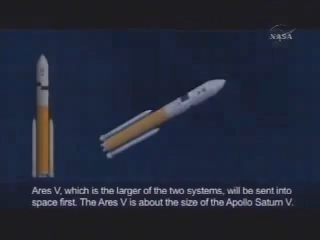 NASA
Ares V, which is the larger of the two systems, will be sent into
space first. The Ares V is about the size of the Apollo Saturn V.